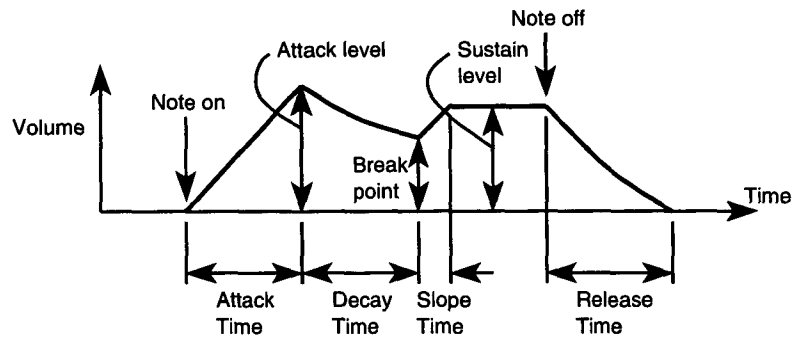 Note off
Attack level
Sustain
level
Note on
Volume
Break
point
Time
Attack
Time
Decay
Time
Slope
Time
Release
Time